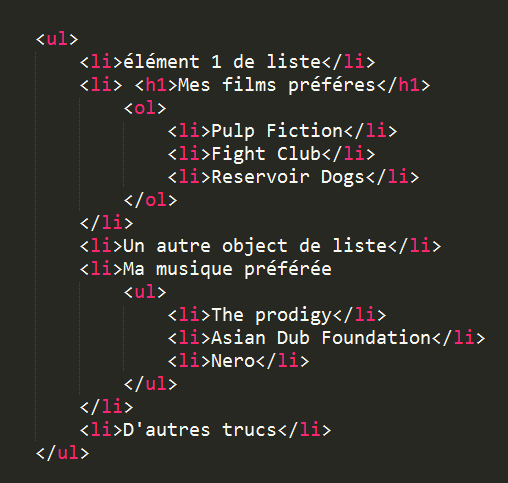 <ul>
<li>élément 1 de liste</li>
<li> <h1>Mes films préféres</h1>
<ol>
<li>Pulp Fiction</li>
<li>Fight Club</li>
<li>Reservoir Dogs</li>
</ol>
</li>
<li>Un autre object de liste</li>
<li>Ma musique préférée
<ul>
<li>The prodigy</li>
<li>Asian Dub Foundation</li>
<li>Nero</li>
</ul>
</li>
<li>D'autres trucs</li>
</ul>